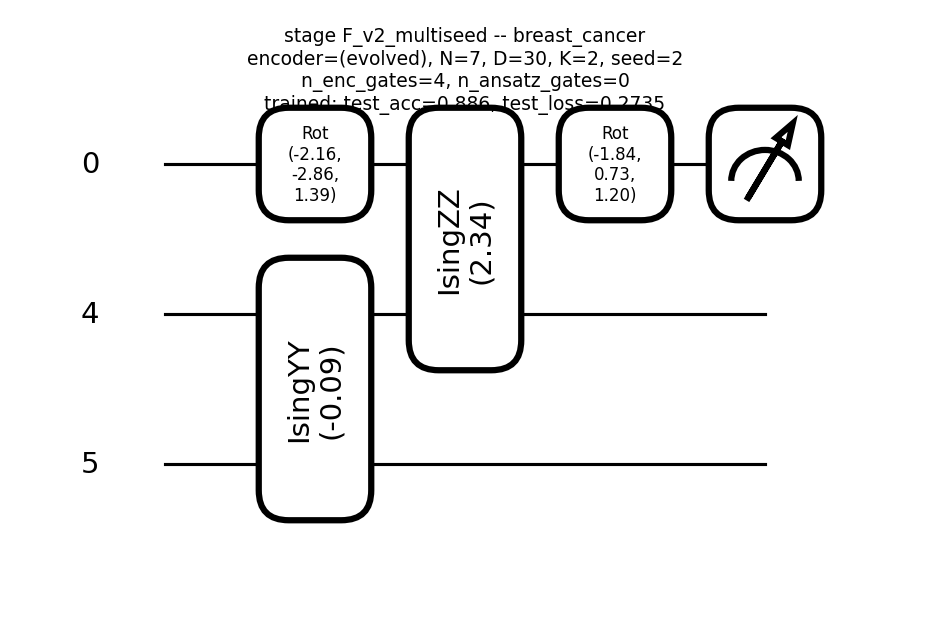 stage F_v2_multiseed -- breast_cancer
encoder=(evolved), N=7, D=30, K=2, seed=2
n_enc_gates=4, n_ansatz_gates=0
trained: test_acc=0.886, test_loss=0.2735
0
Rot
(-2.16,
-2.86,
1.39)
IsingZZ
(2.34)
Rot
(-1.84,
0.73,
1.20)
4
IsingYY
(-0.09)
5